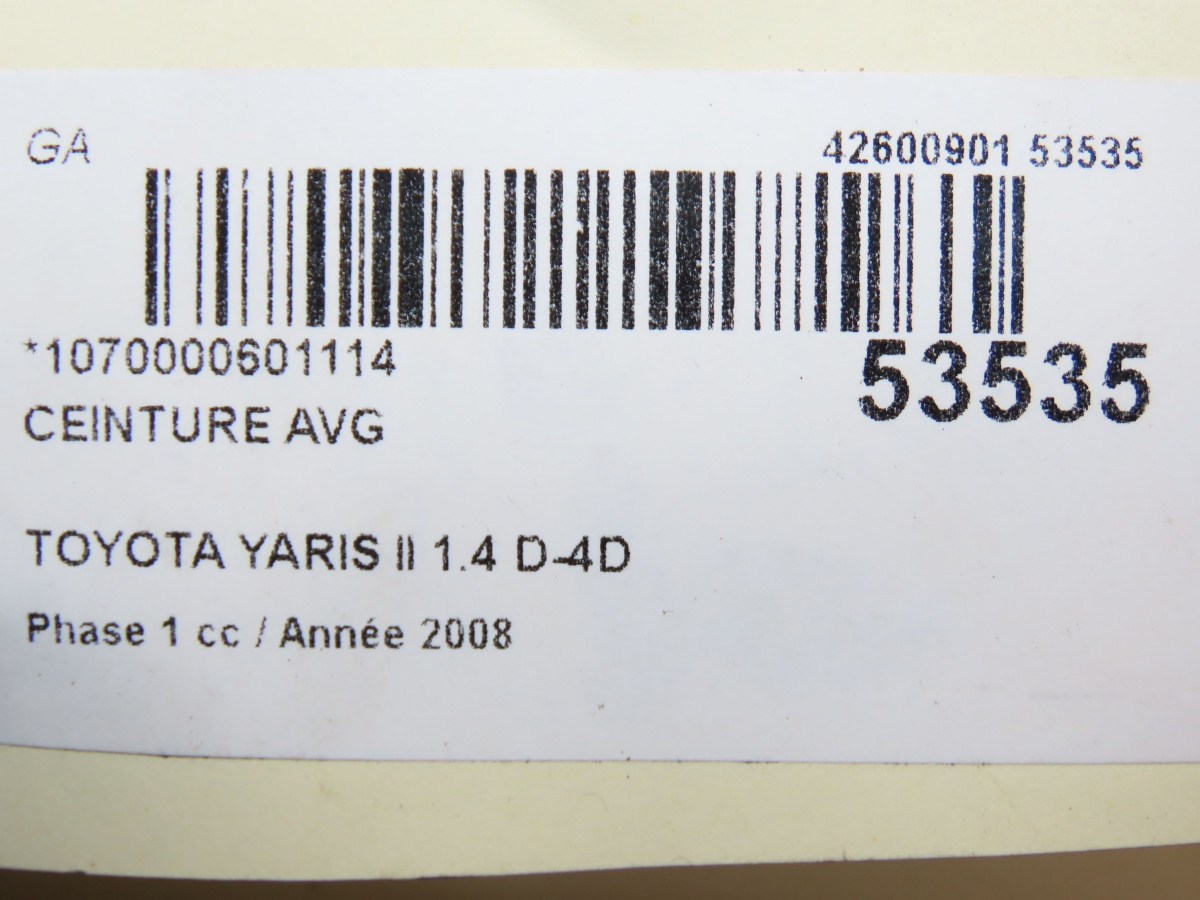 GA
42600901 53535
*1070000601114
53535
CEINTURE AVG
TOYOTA YARIS II 1.4 D-4D
Phase 1 cc / Année 2008